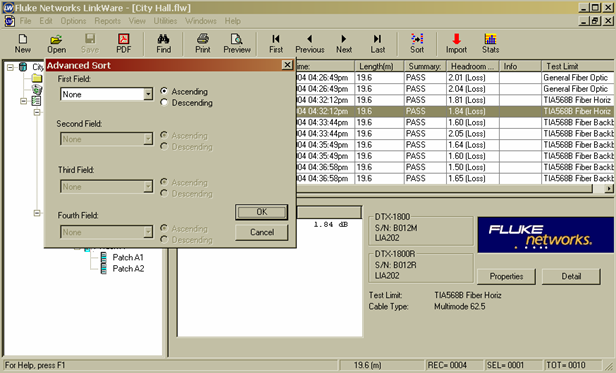 Fluke Networks LinkWare - [City Hall.flw]
File Edit Options Reports View Utilities Windows Help
New Open Save PDF Find Print Preview First Previous Next Last Sort Import Stats
Advanced Sort
First Field:
None
Ascending
Descending
Second Field:
None
Ascending
Descending
Third Field:
None
Ascending
Descending
Fourth Field:
None
Ascending
Descending
OK
Cancel
City
Patch A1
Patch A2
Time: Length(m) Summary: Headroom ... Info Test Limit
04 04:26:49pm 19.6 PASS 2.01 (Loss) General Fiber Optic
04 04:26:49pm 19.6 PASS 2.04 (Loss) General Fiber Optic
04 04:32:12pm 19.6 PASS 1.81 (Loss) TIA568B Fiber Horiz
04 04:32:12pm 19.6 PASS 1.84 (Loss) TIA568B Fiber Horiz
04 04:33:44pm 19.6 PASS 1.60 (Loss) TIA568B Fiber Backb
04 04:33:44pm 19.6 PASS 2.05 (Loss) TIA568B Fiber Backb
04 04:35:49pm 19.6 PASS 1.64 (Loss) TIA568B Fiber Backb
04 04:35:49pm 19.6 PASS 1.60 (Loss) TIA568B Fiber Backb
04 04:36:58pm 19.6 PASS 1.50 (Loss) TIA568B Fiber Backb
04 04:36:58pm 19.6 PASS 1.65 (Loss) TIA568B Fiber Backb
1.84 dB
DTX-1800
S/N: B012M
LIA202
DTX-1800R
S/N: B012R
LIA202
FLUKE
networks.
Properties Detail
Test Limit: TIA568B Fiber Horiz
Cable Type: Multimode 62.5
For Help, press F1 19.6 (m) REC= 0004 SEL= 0001 TOT= 0010